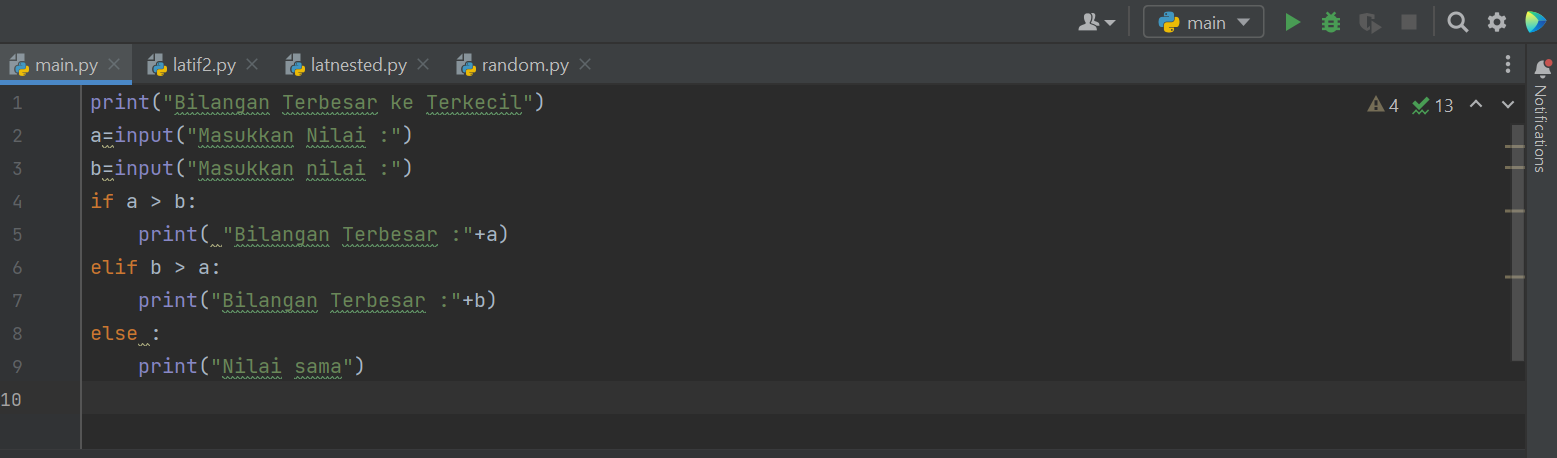 main
main.py latif2.py latnested.py random.py
1 print("Bilangan Terbesar ke Terkecil") 4 13
2 a=input("Masukkan Nilai :")
3 b=input("Masukkan nilai :")
4 if a > b:
5     print( "Bilangan Terbesar :"+a)
6 elif b > a:
7     print("Bilangan Terbesar :"+b)
8 else :
9     print("Nilai sama")
10
Notifications